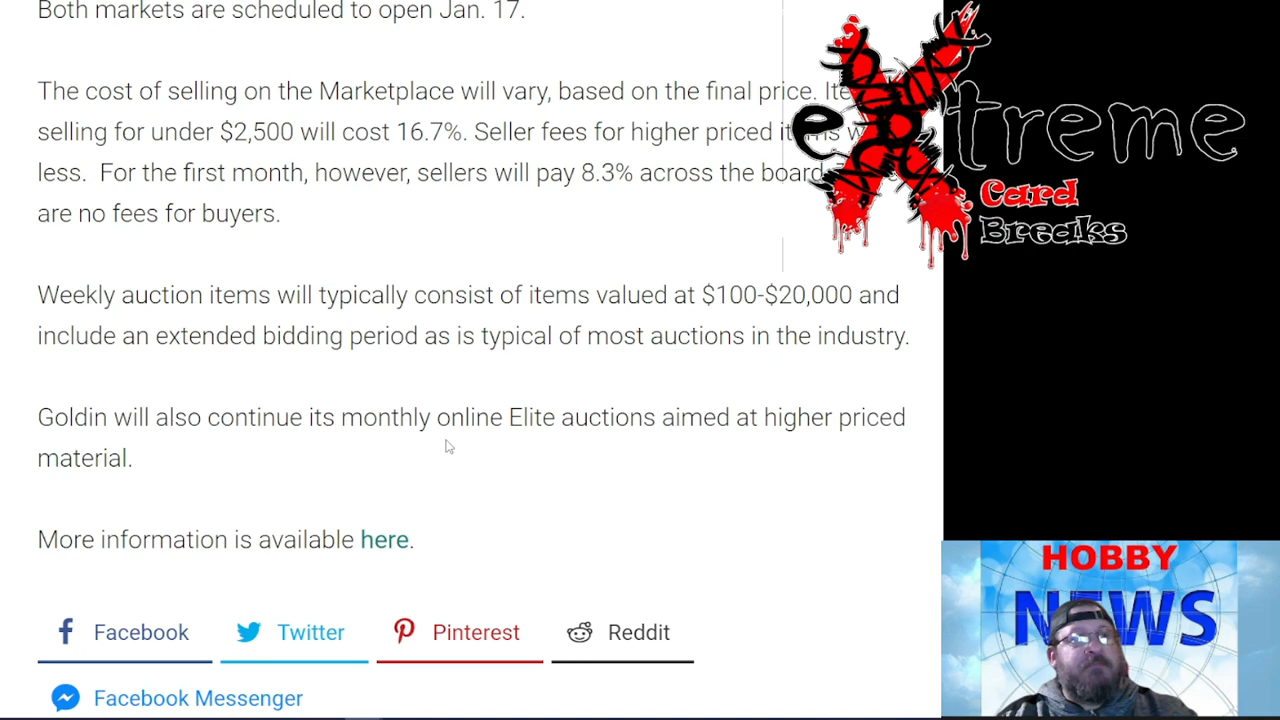 Both markets are scheduled to open Jan. 17.
The cost of selling on the Marketplace will vary, based on the final price.
selling for under $2,500 will cost 16.7%. Seller fees for higher priced
less. For the first month, however, sellers will pay 8.3% across the board
are no fees for buyers.
Weekly auction items will typically consist of items valued at $100-$20,000 and
include an extended bidding period as is typical of most auctions in the industry.
Goldin will also continue its monthly online Elite auctions aimed at higher priced
material.
More information is available here.
Facebook Twitter Pinterest Reddit
Facebook Messenger
eXtreme
Card
Breaks
HOBBY
NEWS